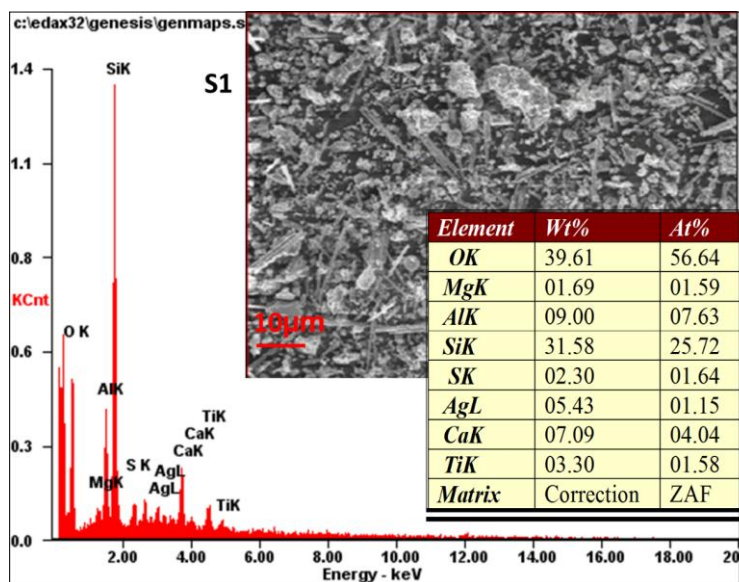 c:\edax32\genesis\genmaps.s
S1
10µm
KCnt
1.4
1.1
0.8
0.6
0.3
0.0
SiK
O K
AlK
MgK
S K
AgL
AgL
CaK
CaK
TiK
TiK
2.00 4.00 6.00 8.00 10.00 12.00 14.00 16.00 18.00 20
Energy - keV
Element Wt% At%
OK 39.61 56.64
MgK 01.69 01.59
AlK 09.00 07.63
SiK 31.58 25.72
SK 02.30 01.64
AgL 05.43 01.15
CaK 07.09 04.04
TiK 03.30 01.58
Matrix Correction ZAF